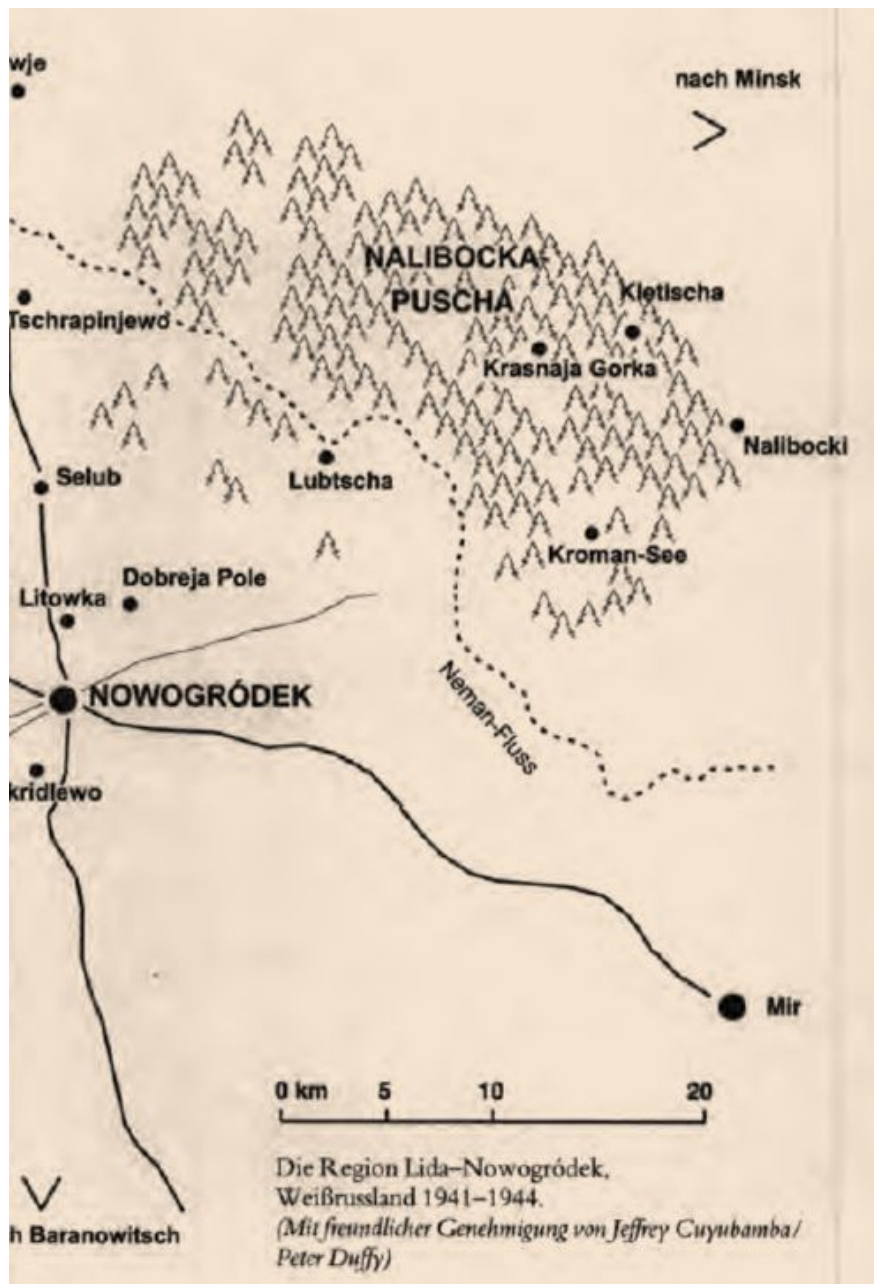 wje
nach Minsk
NALIBOCKA-
PUSCHA
Kletischa
Tschrapinjewo
Krasnaja Gorka
Nalibocki
Selub
Lubtscha
Kroman-See
Dobreja Pole
Litowka
NOWOGRÓDEK
Neman-Fluss
kridlewo
Mir
0 km 5 10 20
Die Region Lida–Nowogródek,
Weißrussland 1941–1944.
(Mit freundlicher Genehmigung von Jeffrey Cuyubamba/
Peter Duffy)
h Baranowitsch